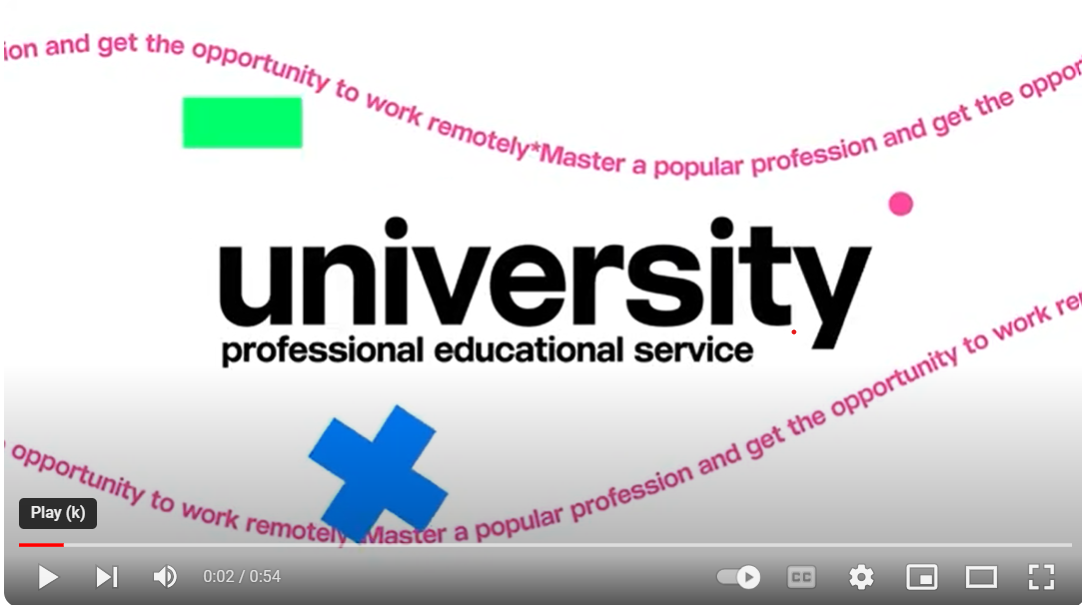 ion and get the opportunity to work remotely*Master a popular profession and get the oppor
university
professional educational service
opportunity to work remotely*Master a popular profession and get the opportunity to work re
Play (k)
0:02 / 0:54
CC